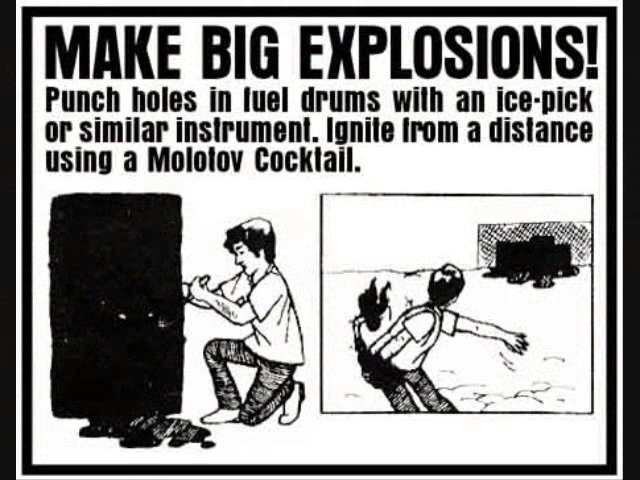 MAKE BIG EXPLOSIONS!
Punch holes in fuel drums with an ice-pick
or similar instrument. Ignite from a distance
using a Molotov Cocktail.